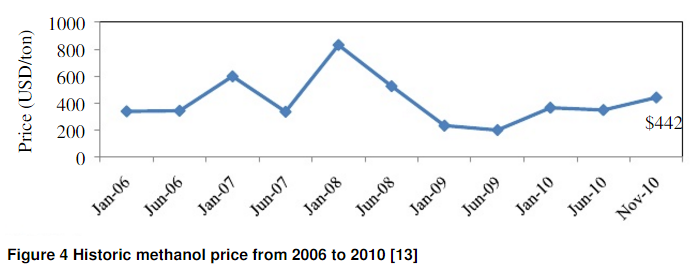 Price (USD/ton)
1000
800
600
400
200
0
$442
Jan-06
Jun-06
Jan-07
Jun-07
Jan-08
Jun-08
Jan-09
Jun-09
Jan-10
Jun-10
Nov-10
Figure 4 Historic methanol price from 2006 to 2010 [13]